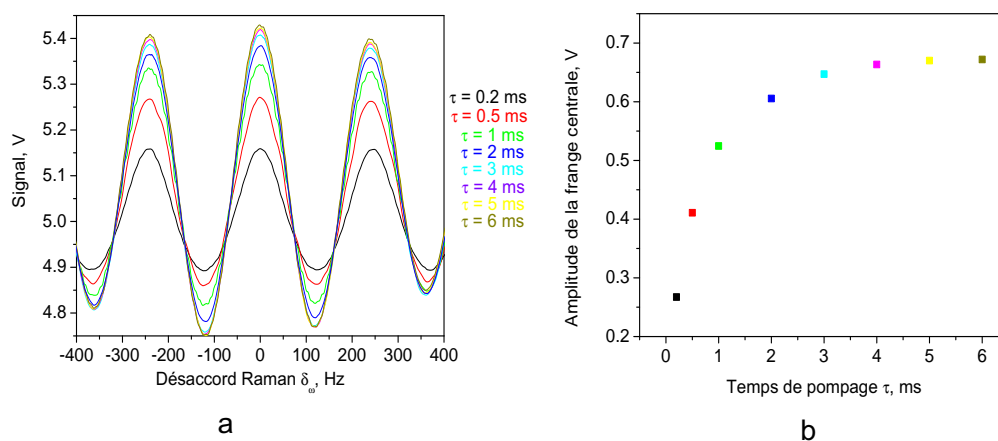 5.4
5.3
5.2
5.1
5.0
4.9
4.8
Signal, V
-400 -300 -200 -100 0 100 200 300 400
Désaccord Raman δω, Hz
τ = 0.2 ms
τ = 0.5 ms
τ = 1 ms
τ = 2 ms
τ = 3 ms
τ = 4 ms
τ = 5 ms
τ = 6 ms
a
0.7
0.6
0.5
0.4
0.3
0.2
Amplitude de la frange centrale, V
0 1 2 3 4 5 6
Temps de pompage τ, ms
b